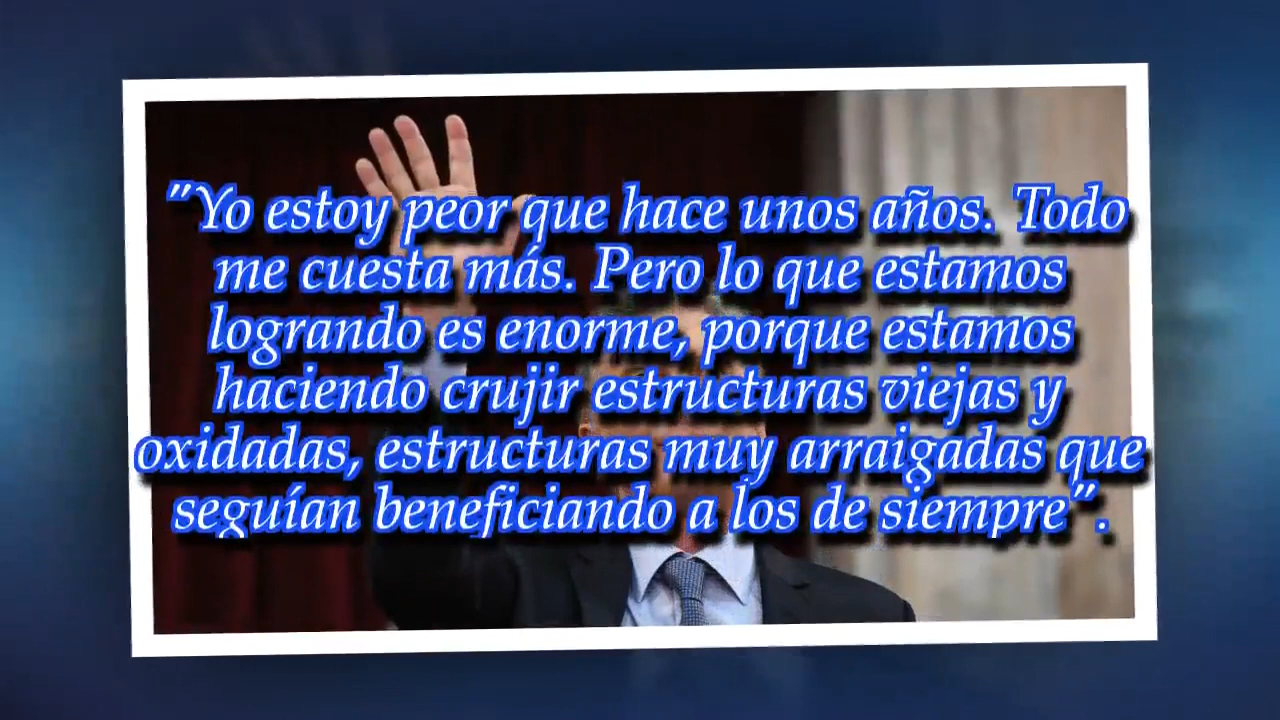 "Yo estoy peor que hace unos años. Todo
me cuesta más. Pero lo que estamos
logrando es enorme, porque estamos
haciendo crujir estructuras viejas y
oxidadas, estructuras muy arraigadas que
seguían beneficiando a los de siempre".